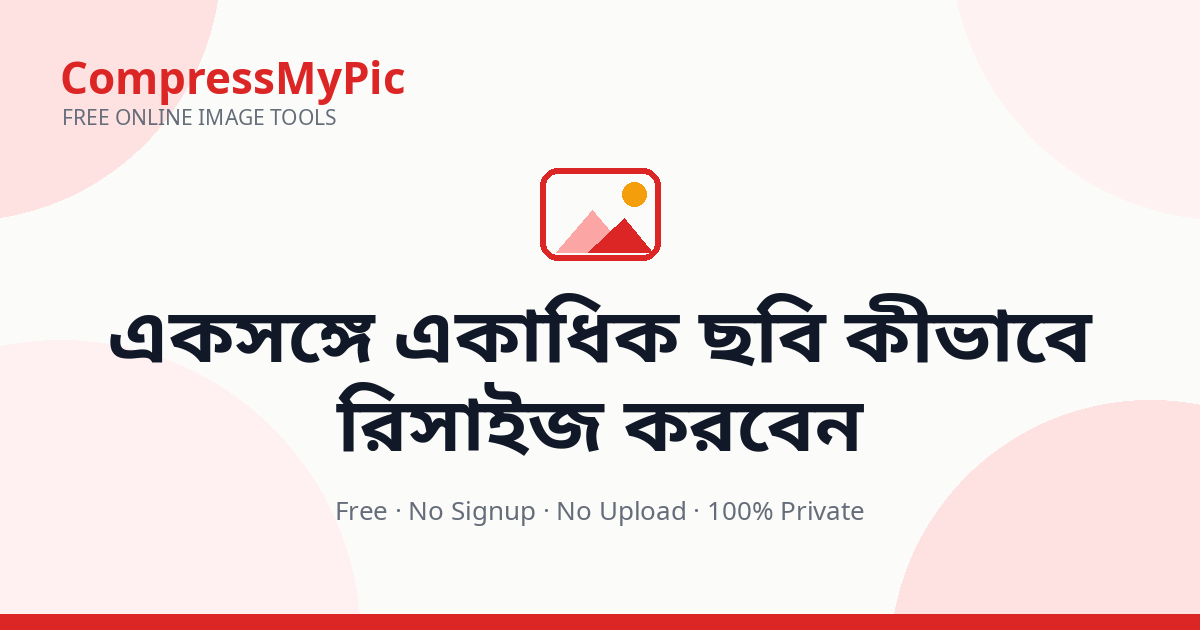 CompressMyPic
FREE ONLINE IMAGE TOOLS
একসঙ্গে একাধিক ছবি কীভাবে
রিসাইজ করবেন
Free · No Signup · No Upload · 100% Private